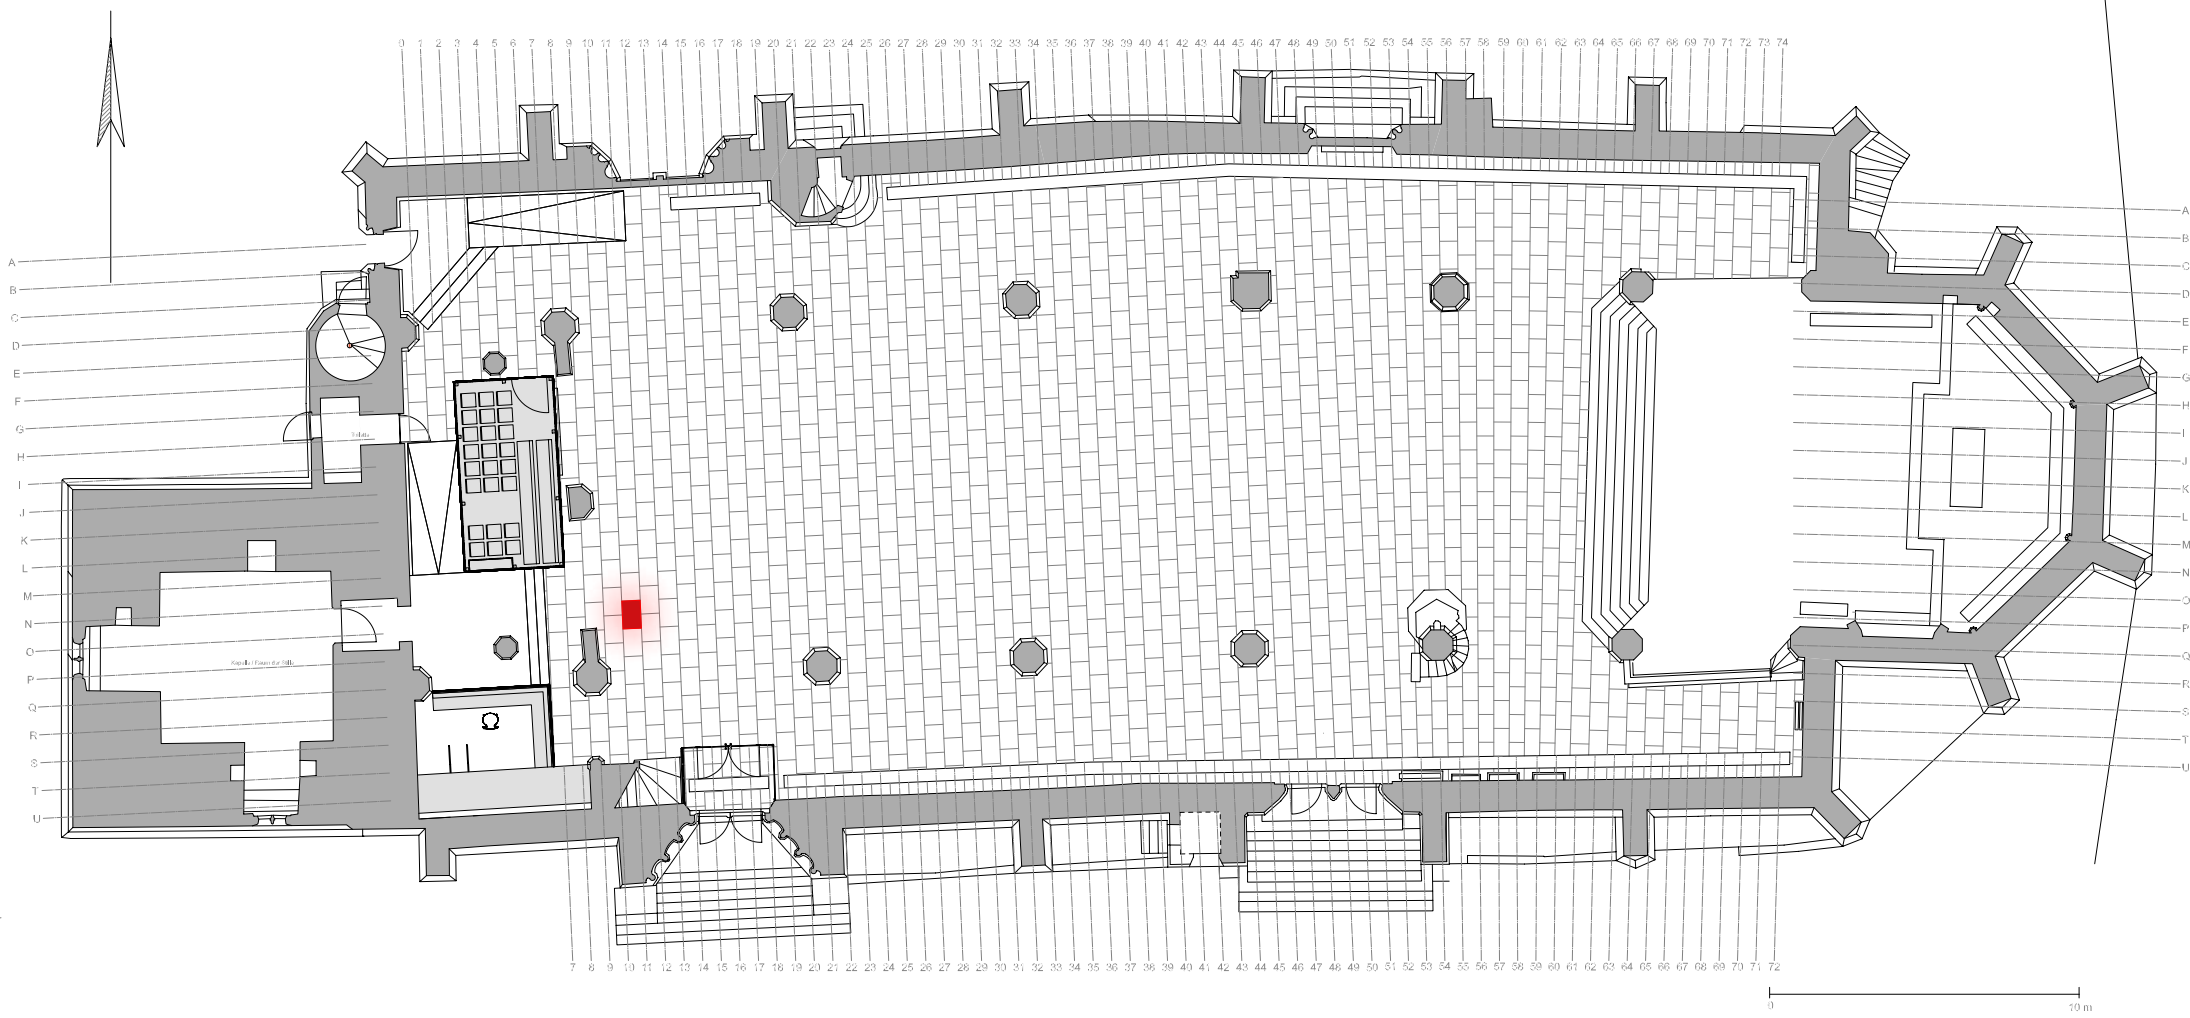 0 1 2 3 4 5 6 7 8 9 10 11 12 13 14 15 16 17 18 19 20 21 22 23 24 25 26 27 28 29 30 31 32 33 34 35 36 37 38 39 40 41 42 43 44 45 46 47 48 49 50 51 52 53 54 55 56 57 58 59 60 61 62 63 64 65 66 67 68 69 70 71 72 73 74
A A
B B
C C
D D
E E
F F
G G
H H
I I
J J
K K
L L
M M
N N
O O
P P
Q Q
R R
S S
T T
U U
7 8 9 10 11 12 13 14 15 16 17 18 19 20 21 22 23 24 25 26 27 28 29 30 31 32 33 34 35 36 37 38 39 40 41 42 43 44 45 46 47 48 49 50 51 52 53 54 55 56 57 58 59 60 61 62 63 64 65 66 67 68 69 70 71 72
0 10 m